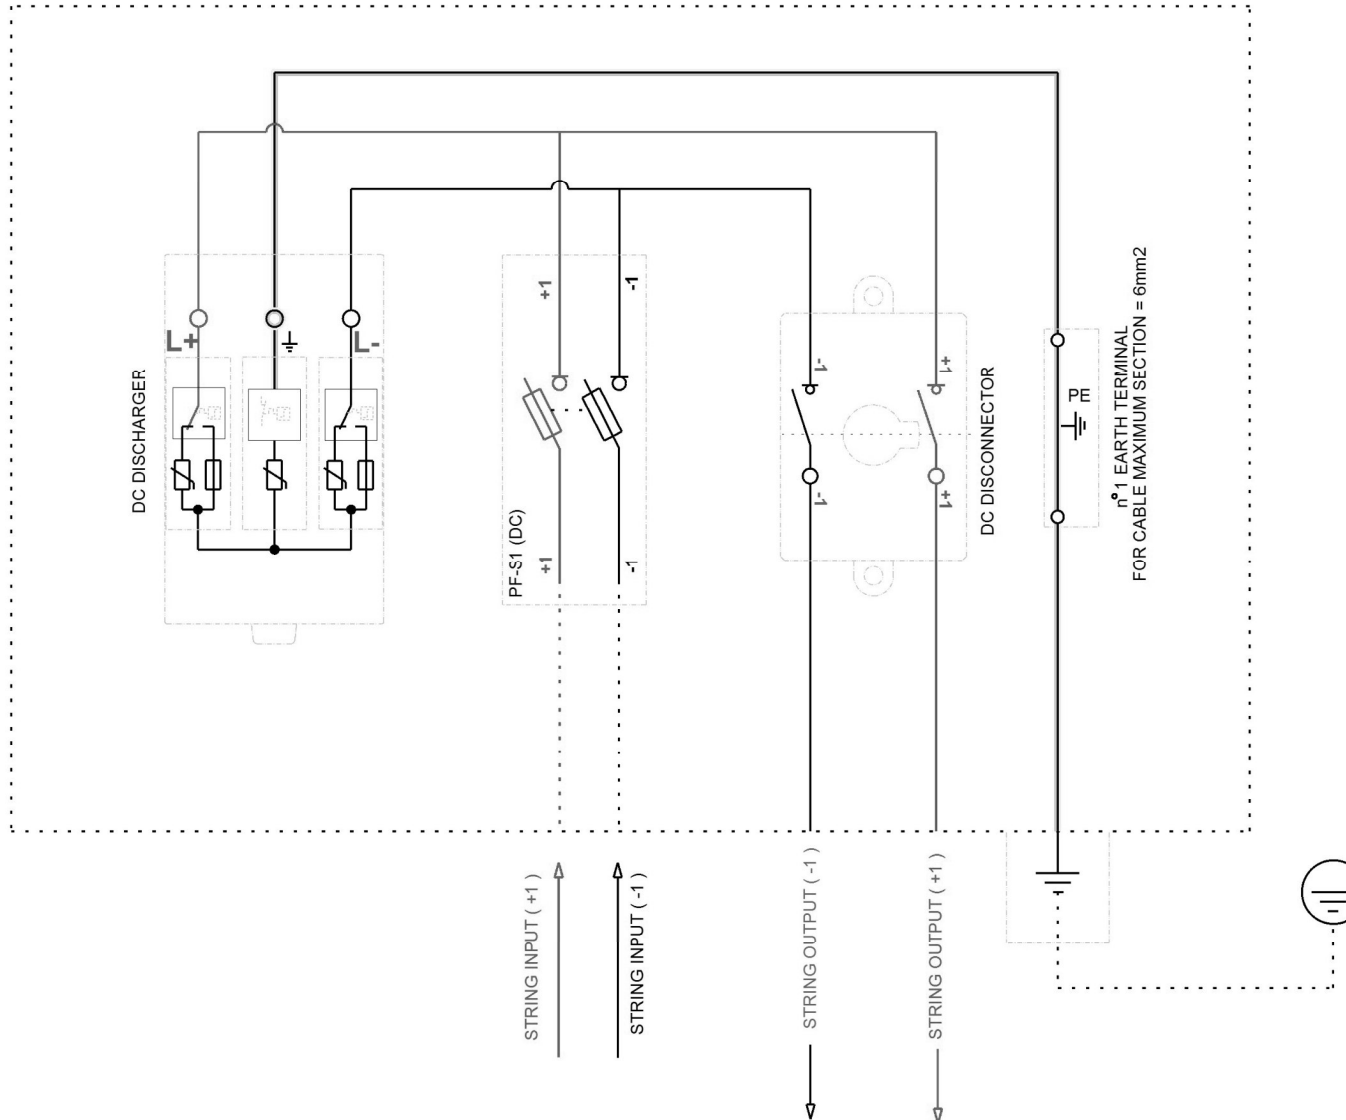 L+
L-
DC DISCHARGER
+1
-1
PF-S1 (DC)
+1
-1
-1
+1
-1
+1
DC DISCONNECTOR
PE
n°1 EARTH TERMINAL
FOR CABLE MAXIMUM SECTION = 6mm2
STRING INPUT ( +1 )
STRING INPUT ( -1 )
STRING OUTPUT ( -1 )
STRING OUTPUT ( +1 )